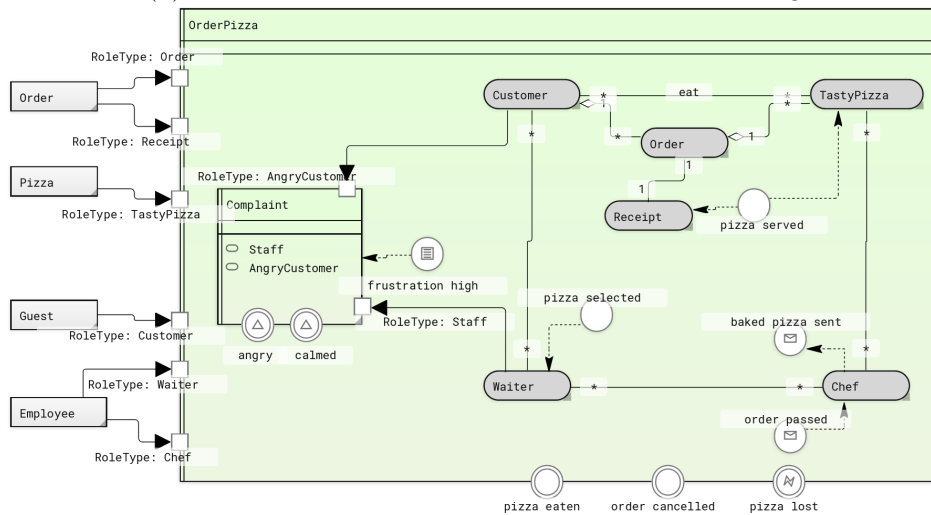 OrderPizza
RoleType: Order
Order
RoleType: Receipt
Pizza
RoleType: TastyPizza
Guest
RoleType: Customer
RoleType: Waiter
Employee
RoleType: Chef
Customer
*
eat
*
TastyPizza
*
*
*
Order
1
*
*
1
1
Receipt
pizza served
RoleType: AngryCustomer
Complaint
Staff
AngryCustomer
frustration high
RoleType: Staff
angry
calmed
pizza selected
baked pizza sent
*
*
Waiter
*
*
Chef
order passed
pizza eaten
order cancelled
pizza lost